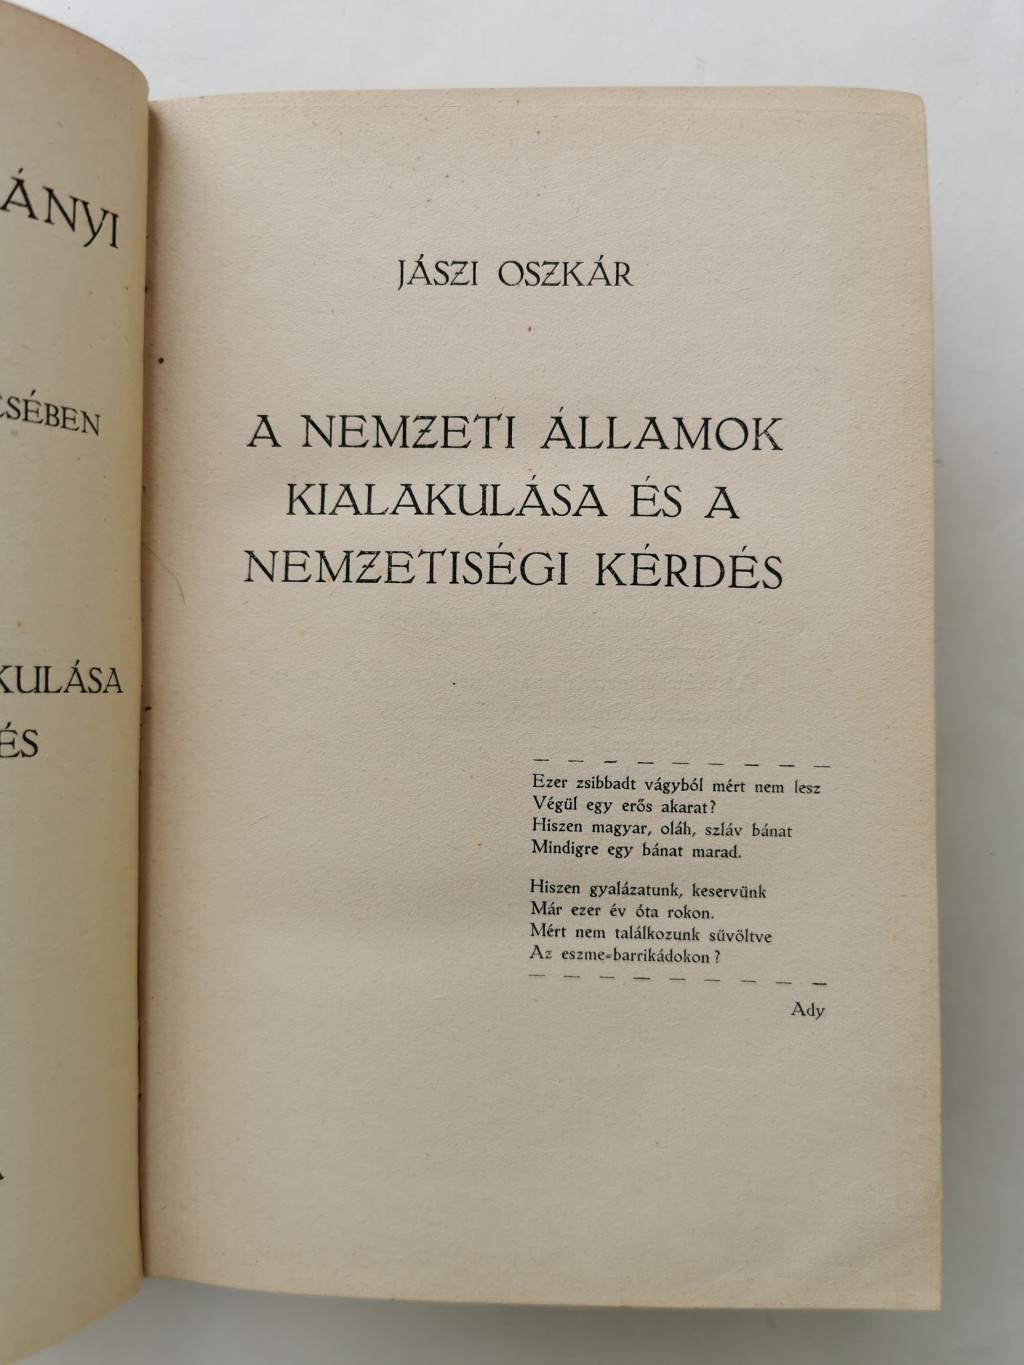 ÁNYI
ÉSÉBEN
KULÁSA
ÉS
JÁSZI OSZKÁR
A NEMZETI ÁLLAMOK
KIALAKULÁSA ÉS A
NEMZETISÉGI KÉRDÉS
Ezer zsibbadt vágyból mért nem lesz
Végül egy erős akarat?
Hiszen magyar, oláh, szláv bánat
Mindigre egy bánat marad.
Hiszen gyalázatunk, keservünk
Már ezer év óta rokon.
Mért nem találkozunk süvöltve
Az eszme-barrikádokon?
Ady